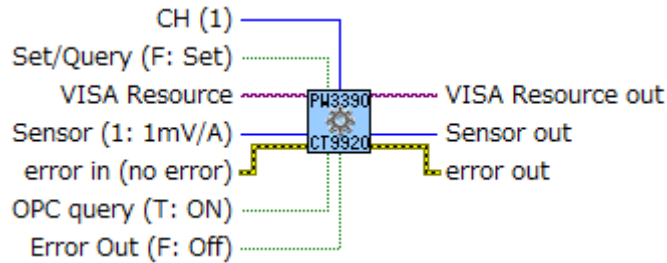 CH (1)
Set/Query (F: Set)
VISA Resource
PW3390
VISA Resource out
Sensor (1: 1mV/A)
CT9920
Sensor out
error in (no error)
error out
OPC query (T: ON)
Error Out (F: Off)